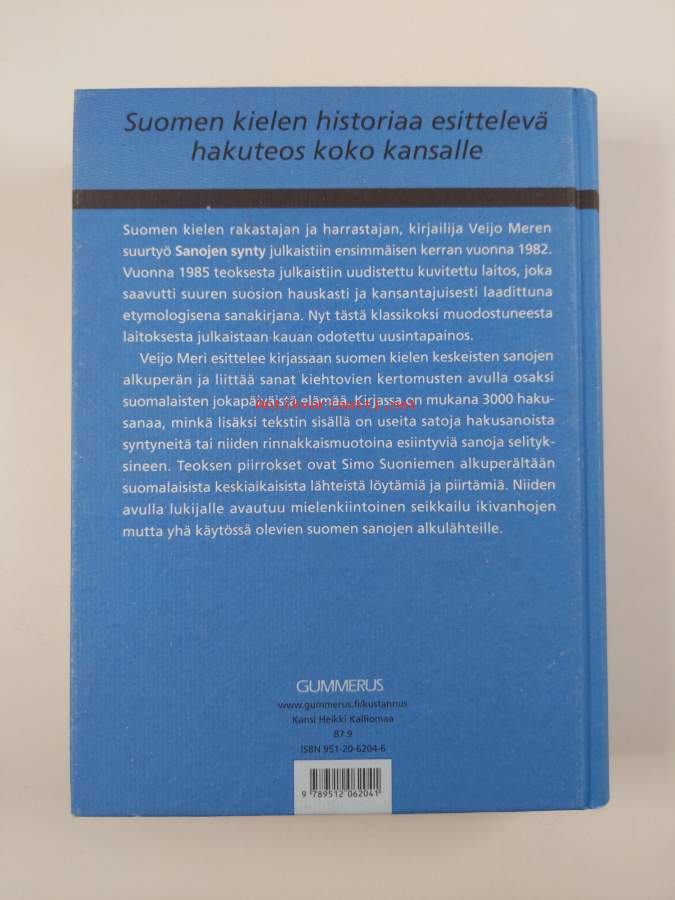 Suomen kielen historiaa esittelevä
hakuteos koko kansalle
Suomen kielen rakastajan ja harrastajan, kirjailija Veijo Meren
suurtyö Sanojen synty julkaistiin ensimmäisen kerran vuonna 1982.
Vuonna 1985 teoksesta julkaistiin uudistettu kuvitettu laitos, joka
saavutti suuren suosion hauskasti ja kansantajuisesti laadittuna
etymologisena sanakirjana. Nyt tästä klassikoksi muodostuneesta
laitoksesta julkaistaan kauan odotettu uusintapainos.
Veijo Meri esittelee kirjassaan suomen kielen keskeisten sanojen
alkuperän ja liittää sanat kiehtovien kertomusten avulla osaksi
suomalaisten jokapäiväistä elämää. Kirjassa on mukana 3000 haku-
sanaa, minkä lisäksi tekstin sisällä on useita satoja hakusanoista
syntyneitä tai niiden rinnakkaismuotoina esiintyviä sanoja selityk-
sineen. Teoksen piirrokset ovat Simo Suoniemen alkuperältään
suomalaisista keskiaikaisista lähteistä löytämiä ja piirtämiä. Niiden
avulla lukijalle avautuu mielenkiintoinen seikkailu ikivanhojen
mutta yhä käytössä olevien suomen sanojen alkulähteille.
GUMMERUS
www.gummerus.fi/kustannus
Kansi Heikki Kalliomaa
87.9
ISBN 951-20-6204-6
9 789512 062041